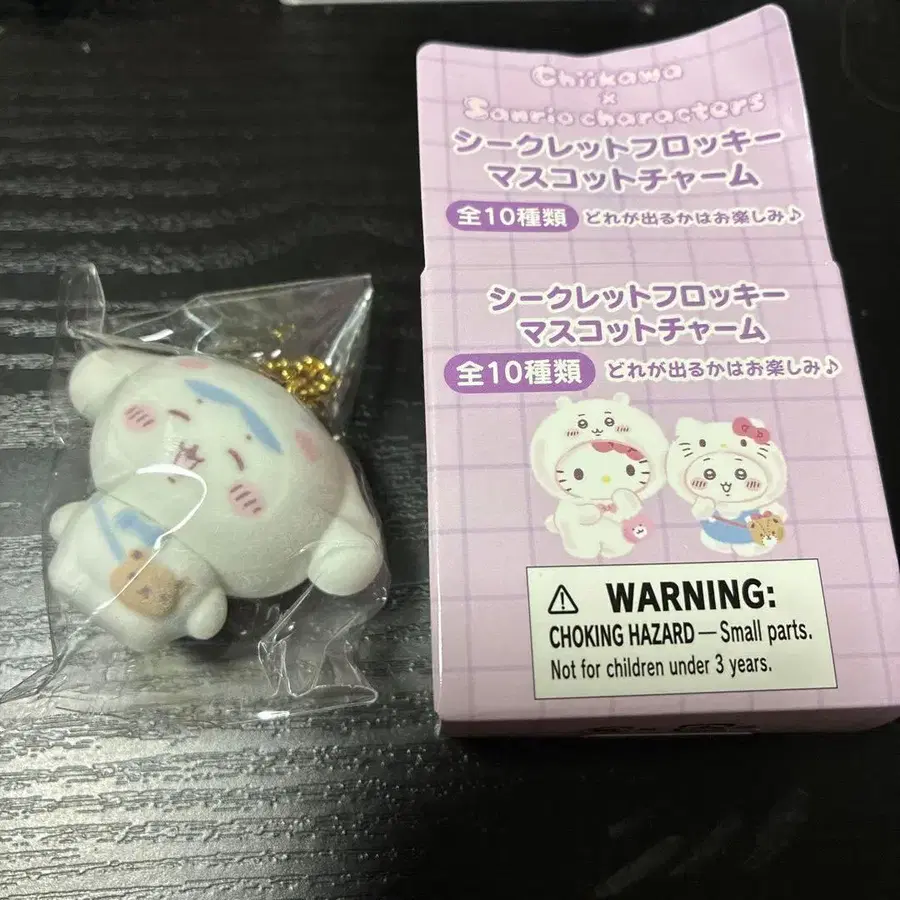 Chiikawa
×
Sanrio characters
シークレットフロッキー
マスコットチャーム
全10種類 どれが出るかはお楽しみ♪
シークレットフロッキー
マスコットチャーム
全10種類 どれが出るかはお楽しみ♪
WARNING:
CHOKING HAZARD — Small parts.
Not for children under 3 years.